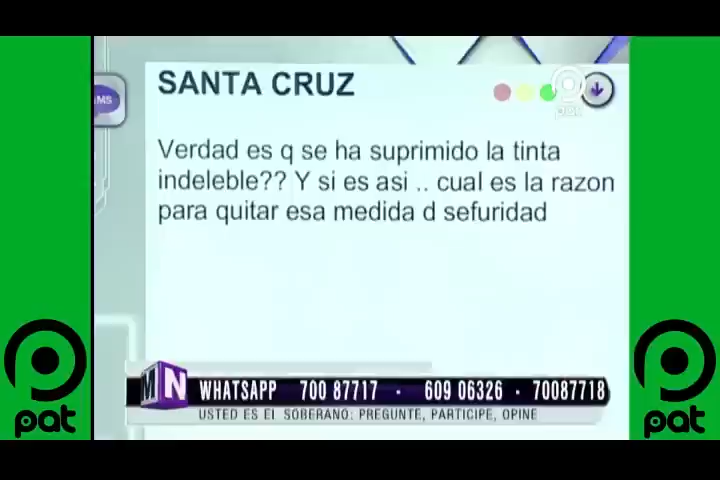 SANTA CRUZ
MS
pat
Verdad es q se ha suprimido la tinta
indeleble?? Y si es asi .. cual es la razon
para quitar esa medida d sefuridad
MN
WHATSAPP 700 87717 - 609 06326 - 70087718
USTED ES EL SOBERANO: PREGUNTE, PARTICIPE, OPINE
pat
pat